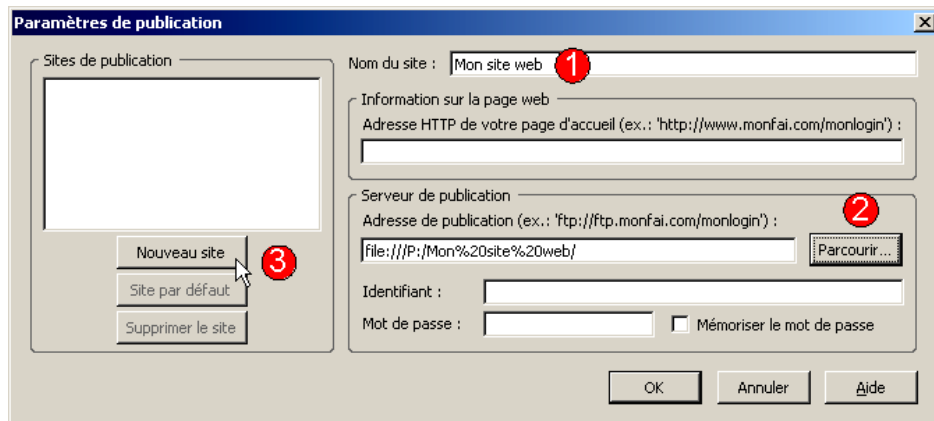 Paramètres de publication
Sites de publication
Nouveau site
3
Site par défaut
Supprimer le site
Nom du site : Mon site web 1
Information sur la page web
Adresse HTTP de votre page d'accueil (ex.: 'http://www.monfai.com/monlogin') :
Serveur de publication
Adresse de publication (ex.: 'ftp://ftp.monfai.com/monlogin') :
2
file:///P:/Mon%20site%20web/ Parcourir...
Identifiant :
Mot de passe : Mémoriser le mot de passe
OK Annuler Aide